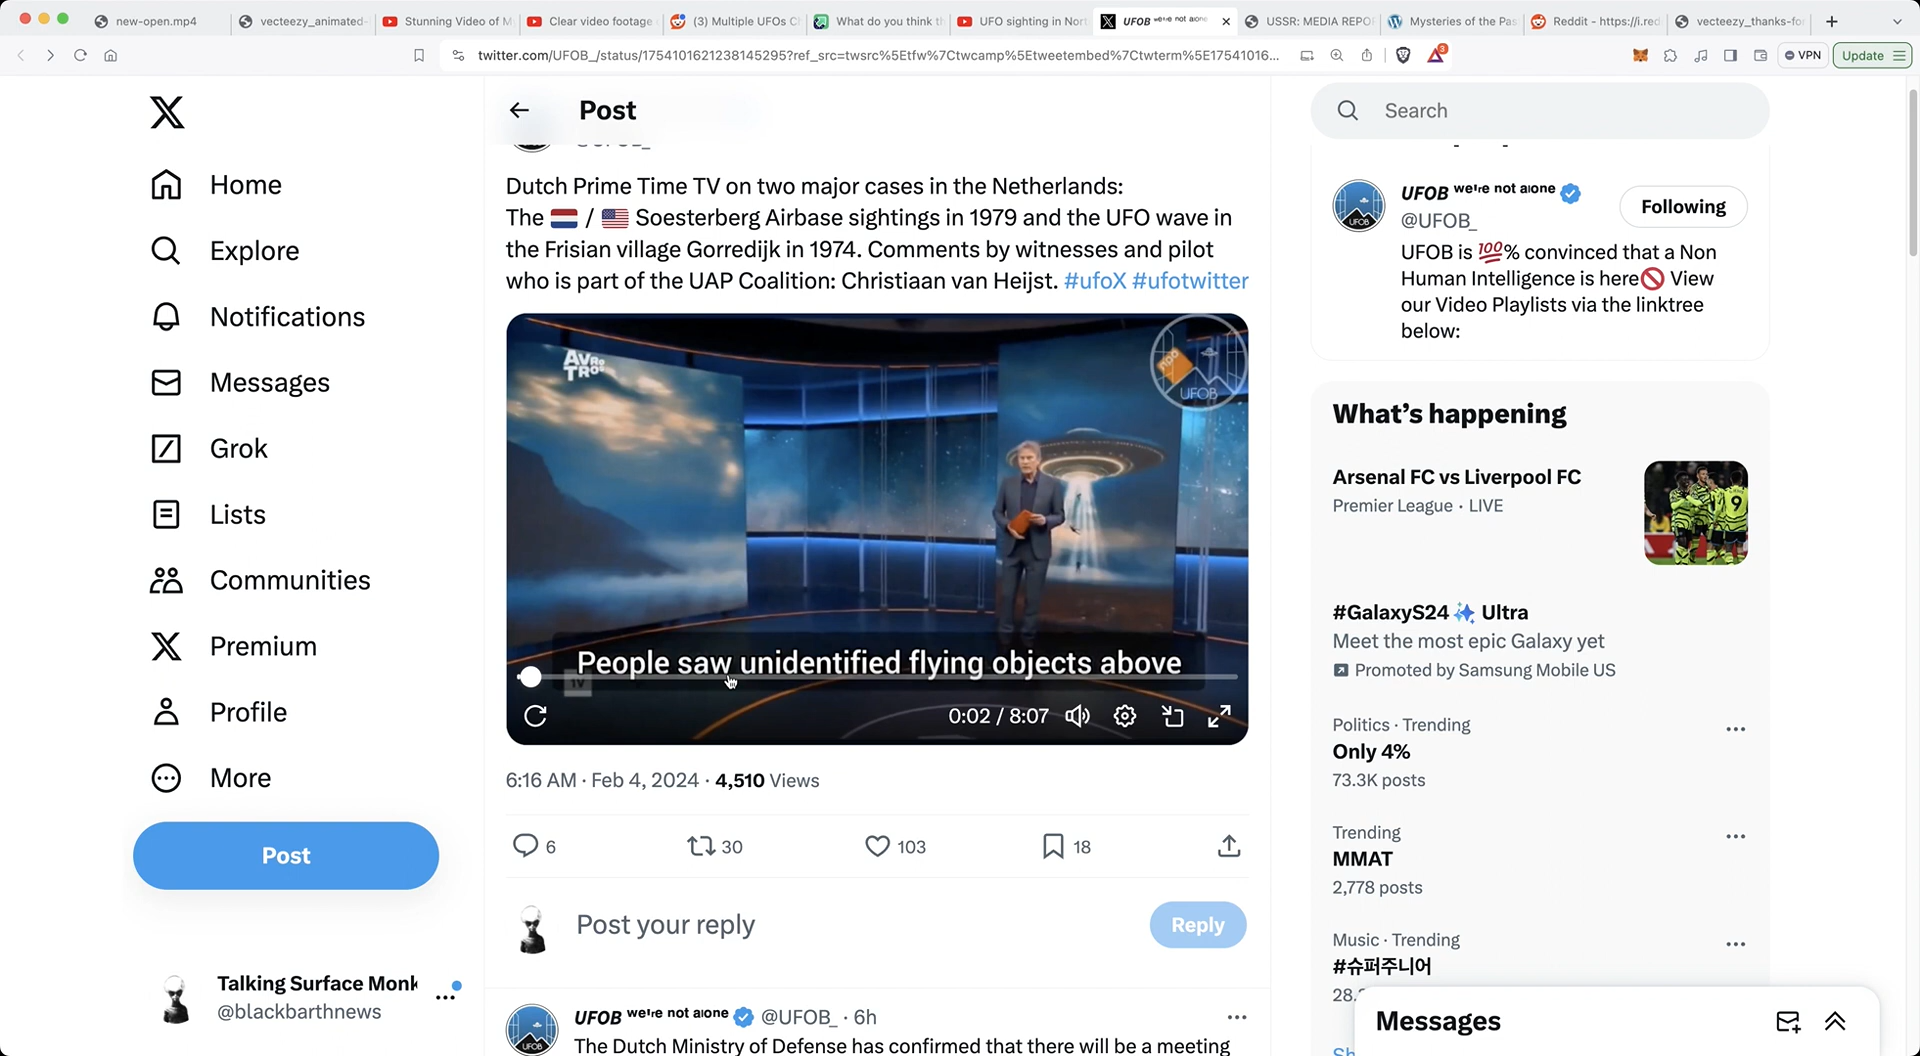 new-open.mp4
vecteezy_animated-
Stunning Video of M
Clear video footage
(3) Multiple UFOs C
What do you think th
UFO sighting in Nort
UFOB we're not alone
USSR: MEDIA REPO
Mysteries of the Pas
Reddit - https://i.red
vecteezy_thanks-fo
twitter.com/UFOB_/status/1754101621238145295?ref_src=twsrc%5Etfw%7Ctwcamp%5Etweetembed%7Ctwterm%5E17541016...
3
VPN
Update
Home
Explore
Notifications
Messages
Grok
Lists
Communities
Premium
Profile
More
Post
Talking Surface Monk
@blackbarthnews
Post
Dutch Prime Time TV on two major cases in the Netherlands:
The 🇳🇱 / 🇺🇸 Soesterberg Airbase sightings in 1979 and the UFO wave in
the Frisian village Gorredijk in 1974. Comments by witnesses and pilot
who is part of the UAP Coalition: Christiaan van Heijst. #ufoX #ufotwitter
AVRO
TROS
npo
UFOB
People saw unidentified flying objects above
0:02 / 8:07
6:16 AM · Feb 4, 2024 · 4,510 Views
6
30
103
18
Post your reply
Reply
UFOB we're not alone @UFOB_ · 6h
The Dutch Ministry of Defense has confirmed that there will be a meeting
Search
UFOB we're not alone
@UFOB_
Following
UFOB is 💯% convinced that a Non
Human Intelligence is here🚫 View
our Video Playlists via the linktree
below:
What's happening
Arsenal FC vs Liverpool FC
Premier League · LIVE
#GalaxyS24 Ultra
Meet the most epic Galaxy yet
Promoted by Samsung Mobile US
Politics · Trending
Only 4%
73.3K posts
Trending
MMAT
2,778 posts
Music · Trending
#슈퍼주니어
Messages